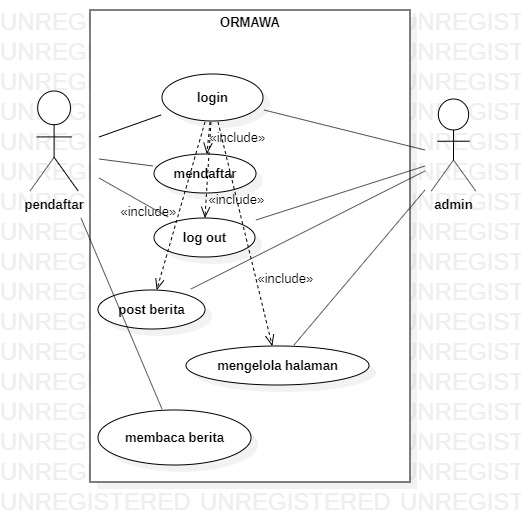 ORMAWA
login
«include»
mendaftar
«include»
«include»
log out
«include»
post berita
mengelola halaman
membaca berita
pendaftar
admin
UNREGISTERED UNREGISTERED UNREGIST